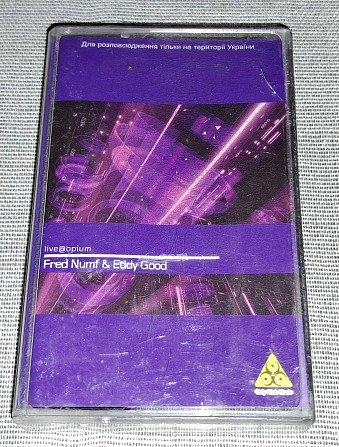 Для розповсюдження тільки на території України
live@opium
Fred Numf & Eddy Good